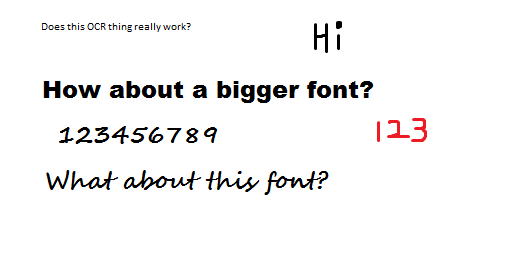 Does this OCR thing really work?
Hi
How about a bigger font?
123456789
123
What about this font?